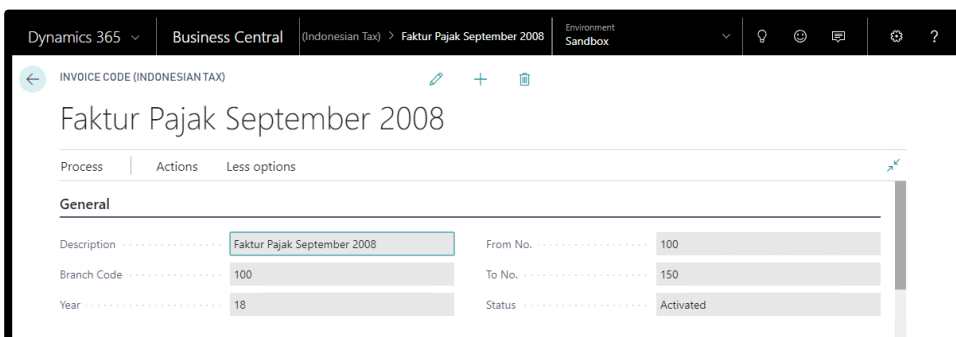 Dynamics 365 Business Central (Indonesian Tax) > Faktur Pajak September 2008 Environment Sandbox ?
INVOICE CODE (INDONESIAN TAX)
Faktur Pajak September 2008
Process Actions Less options
General
Description Faktur Pajak September 2008 From No. 100
Branch Code 100 To No. 150
Year 18 Status Activated